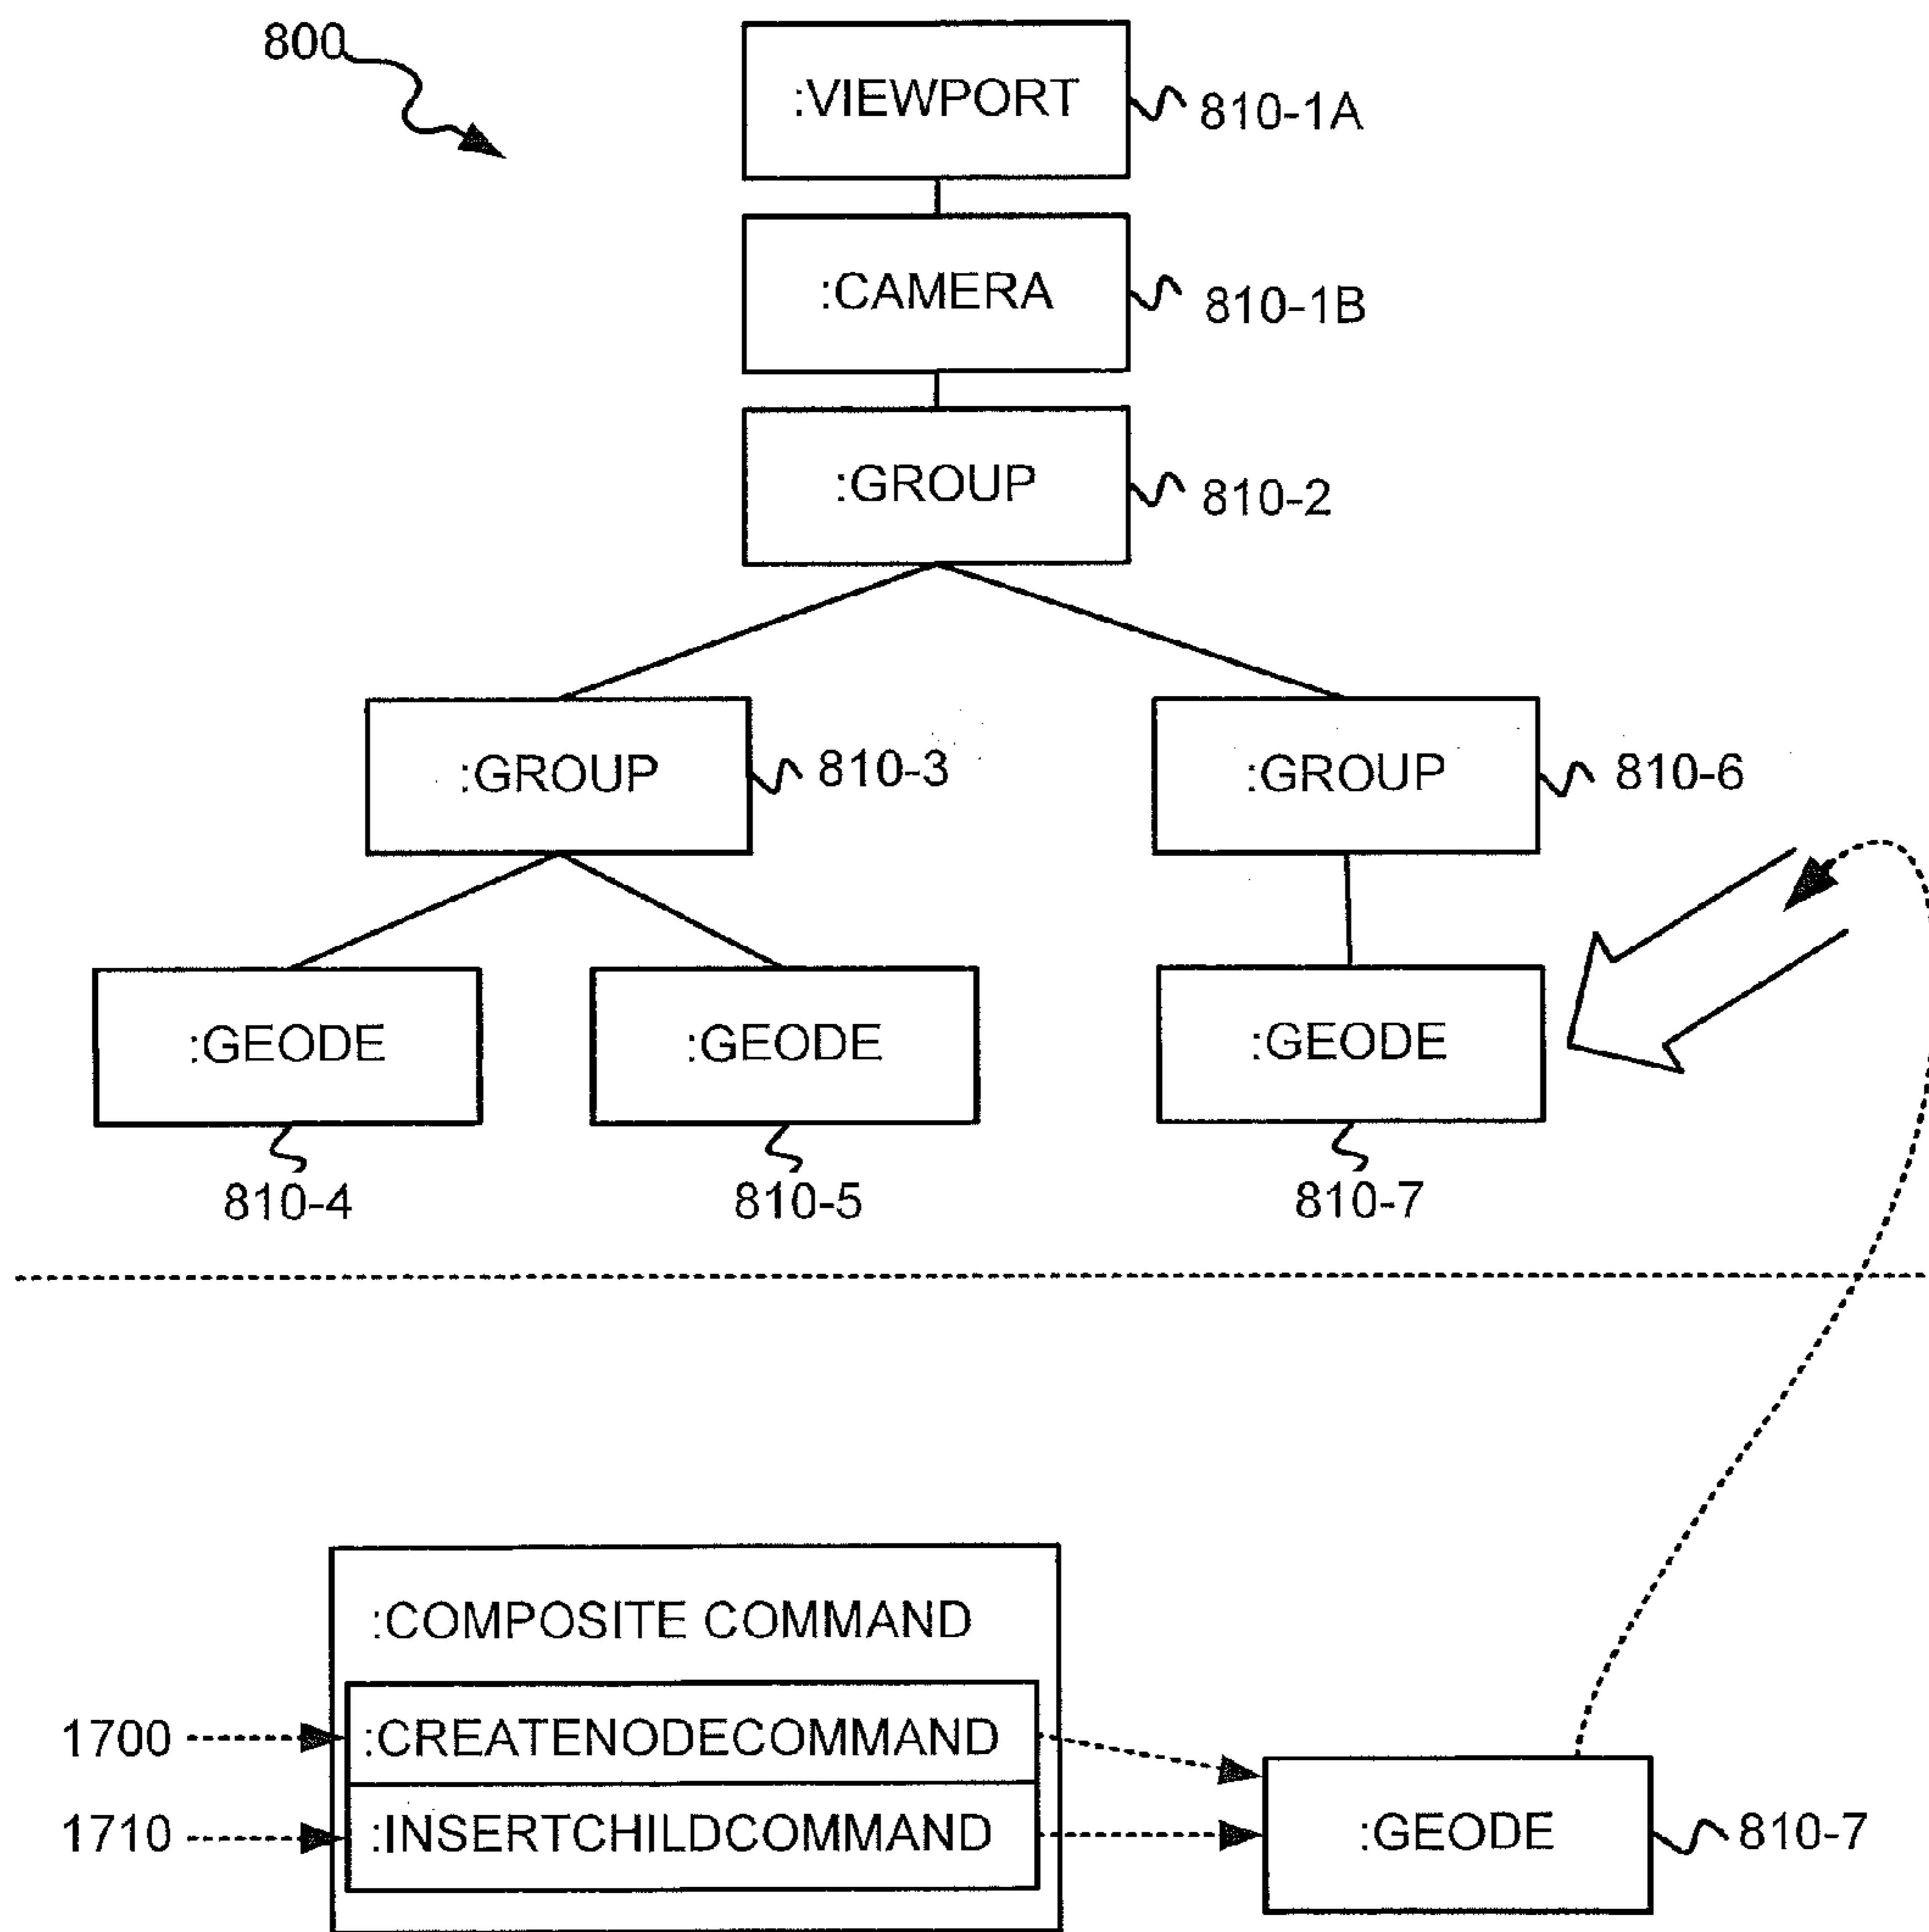 800
:VIEWPORT
810-1A
:CAMERA
810-1B
:GROUP
810-2
:GROUP
810-3
:GROUP
810-6
:GEODE
:GEODE
:GEODE
810-4
810-5
810-7
:COMPOSITE COMMAND
1700
:CREATENODECOMMAND
1710
:INSERTCHILDCOMMAND
:GEODE
810-7